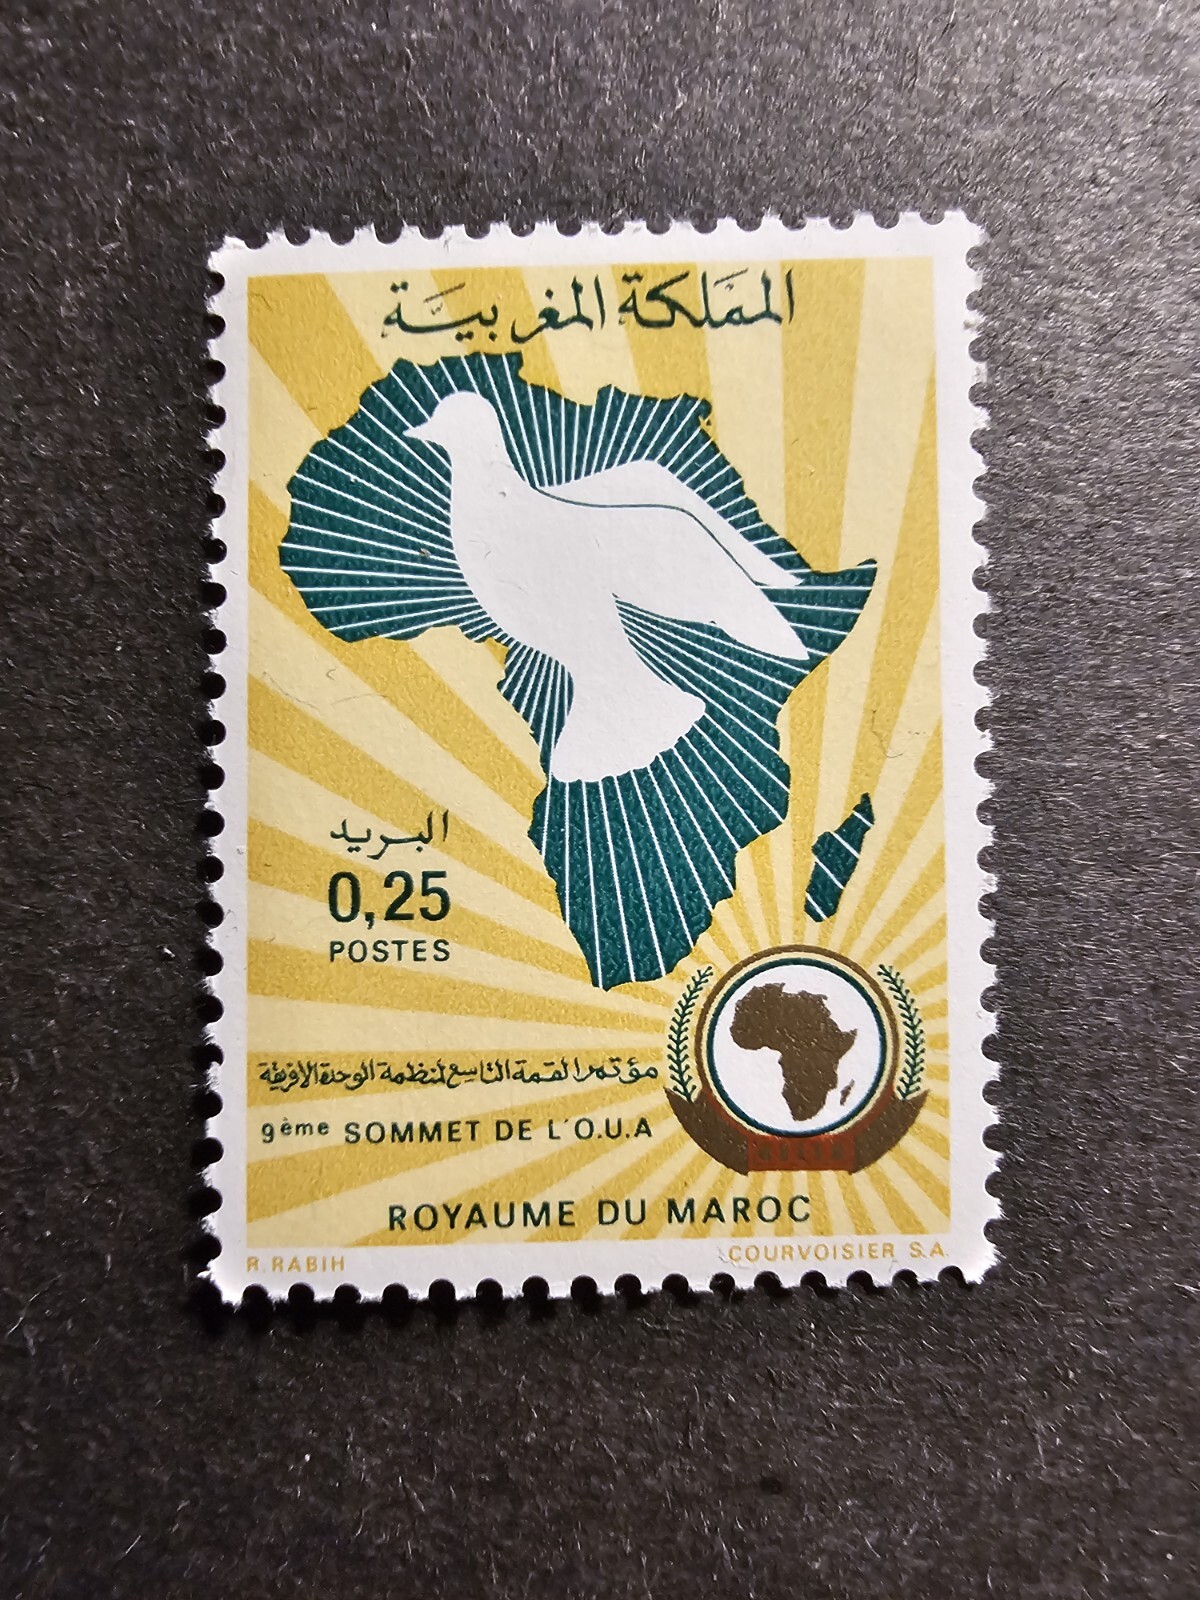 المملكة المغربية
البريد
0,25
POSTES
مؤتمر القمة التاسع لمنظمة الوحدة الافريقية
9ème SOMMET DE L'O.U.A
ROYAUME DU MAROC
R. RABIH
COURVOISIER S.A.